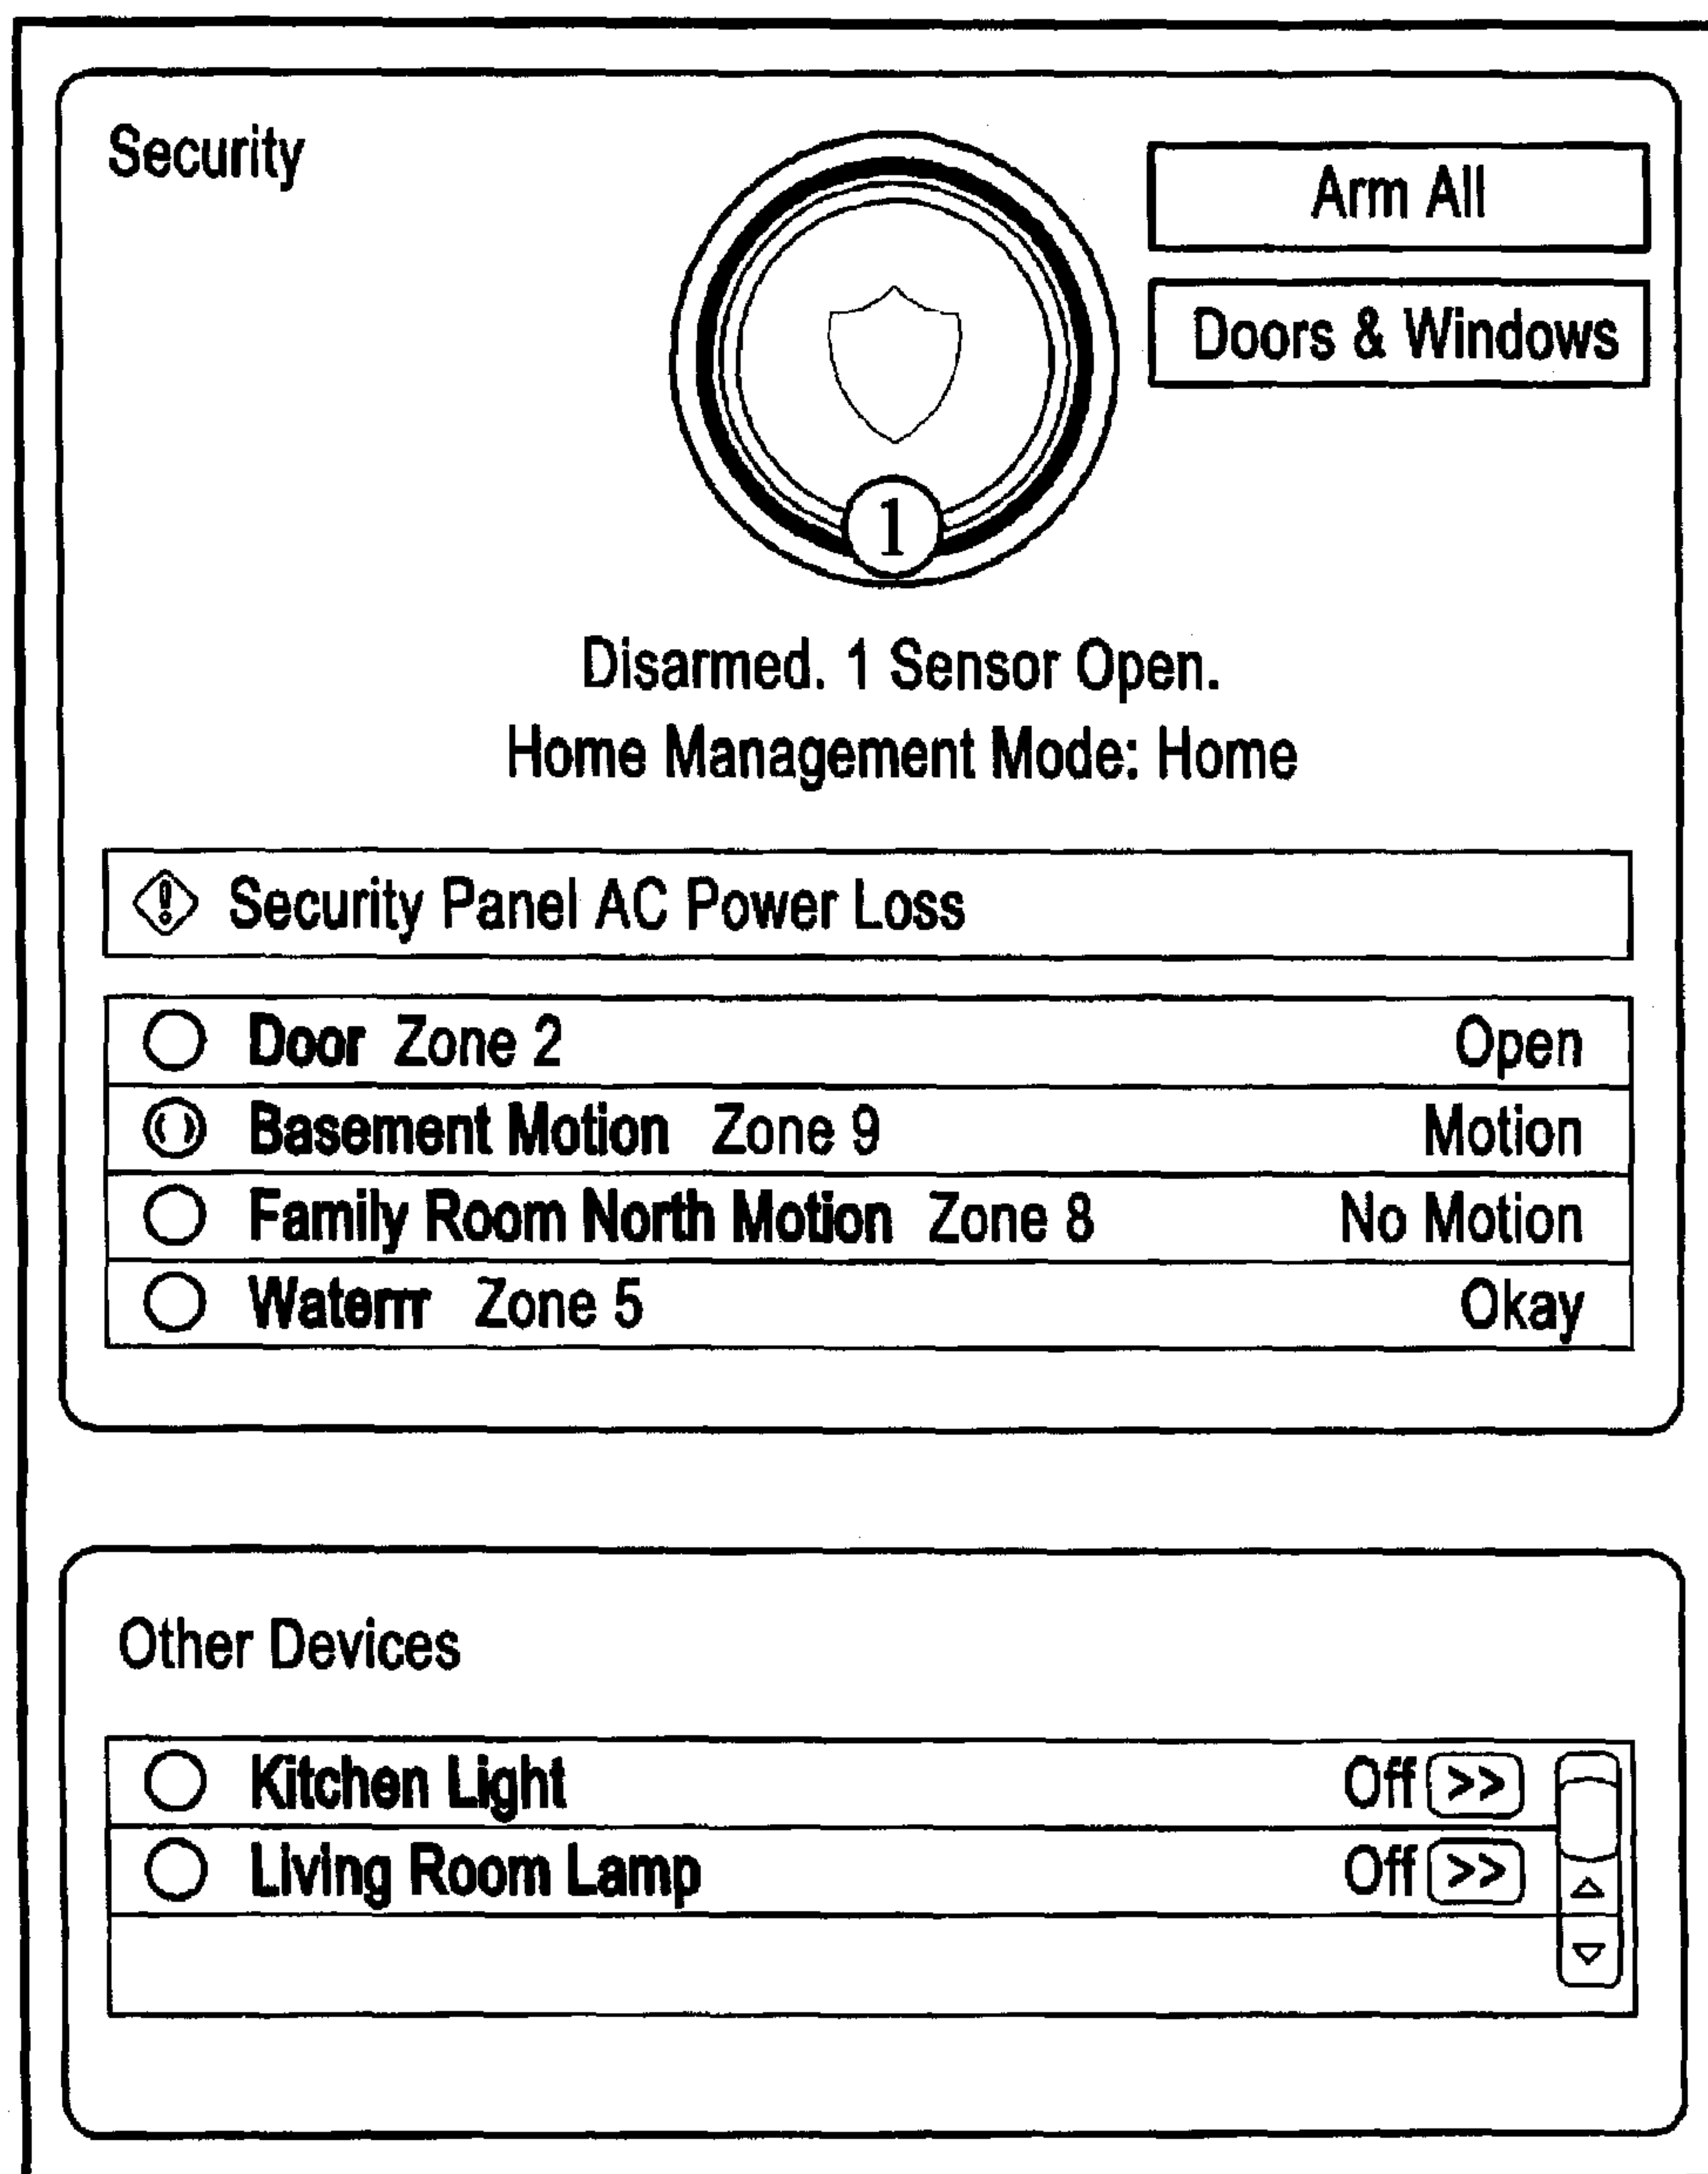 Security
Arm All
Doors & Windows
1
Disarmed. 1 Sensor Open.
Home Management Mode: Home
! Security Panel AC Power Loss
Door Zone 2 Open
Basement Motion Zone 9 Motion
Family Room North Motion Zone 8 No Motion
Waterrr Zone 5 Okay
Other Devices
Kitchen Light Off >>
Living Room Lamp Off >>